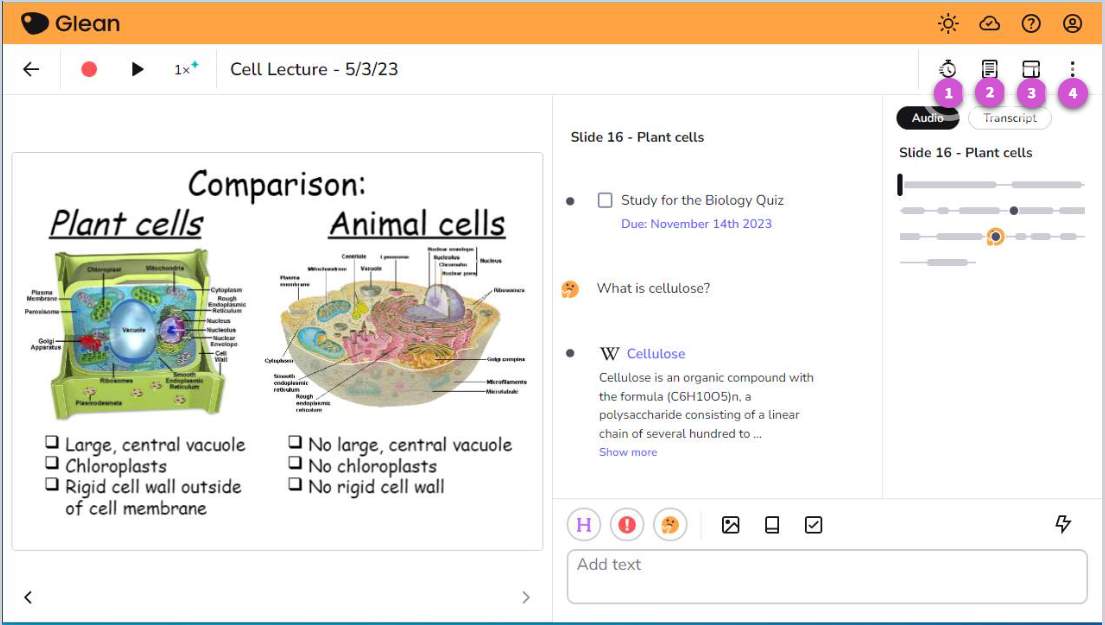 Glean
1×
Cell Lecture - 5/3/23
1
2
3
4
Audio
Transcript
Slide 16 - Plant cells
Comparison:
Plant cells
Animal cells
Chloroplast
Mitochondria
Plasma
Membrane
Peroxisome
Golgi
Apparatus
Vacuole
Ribosomes
Plasmodesmata
Smooth
Endoplasmic
Reticulum
Cytoplasm
Rough
Endoplasmic
Reticulum
Nucleus
Nucleolus
Nuclear
Envelope
Cell
Wall
Plasma
membrane
Mitochondrion
Centriole
Vacuole
Lysosome
Nuclear envelope
Nucleolus
Chromatin
Nuclear pore
Nucleus
Ribosomes
Golgi complex
Microfilaments
Microtubule
Cytoplasm
Smooth
endoplasmic
reticulum
Rough
endoplasmic
reticulum
Large, central vacuole
Chloroplasts
Rigid cell wall outside
of cell membrane
No large, central vacuole
No chloroplasts
No rigid cell wall
Slide 16 - Plant cells
Study for the Biology Quiz
Due: November 14th 2023
What is cellulose?
W Cellulose
Cellulose is an organic compound with
the formula (C6H10O5)n, a
polysaccharide consisting of a linear
chain of several hundred to ...
Show more
H
Add text